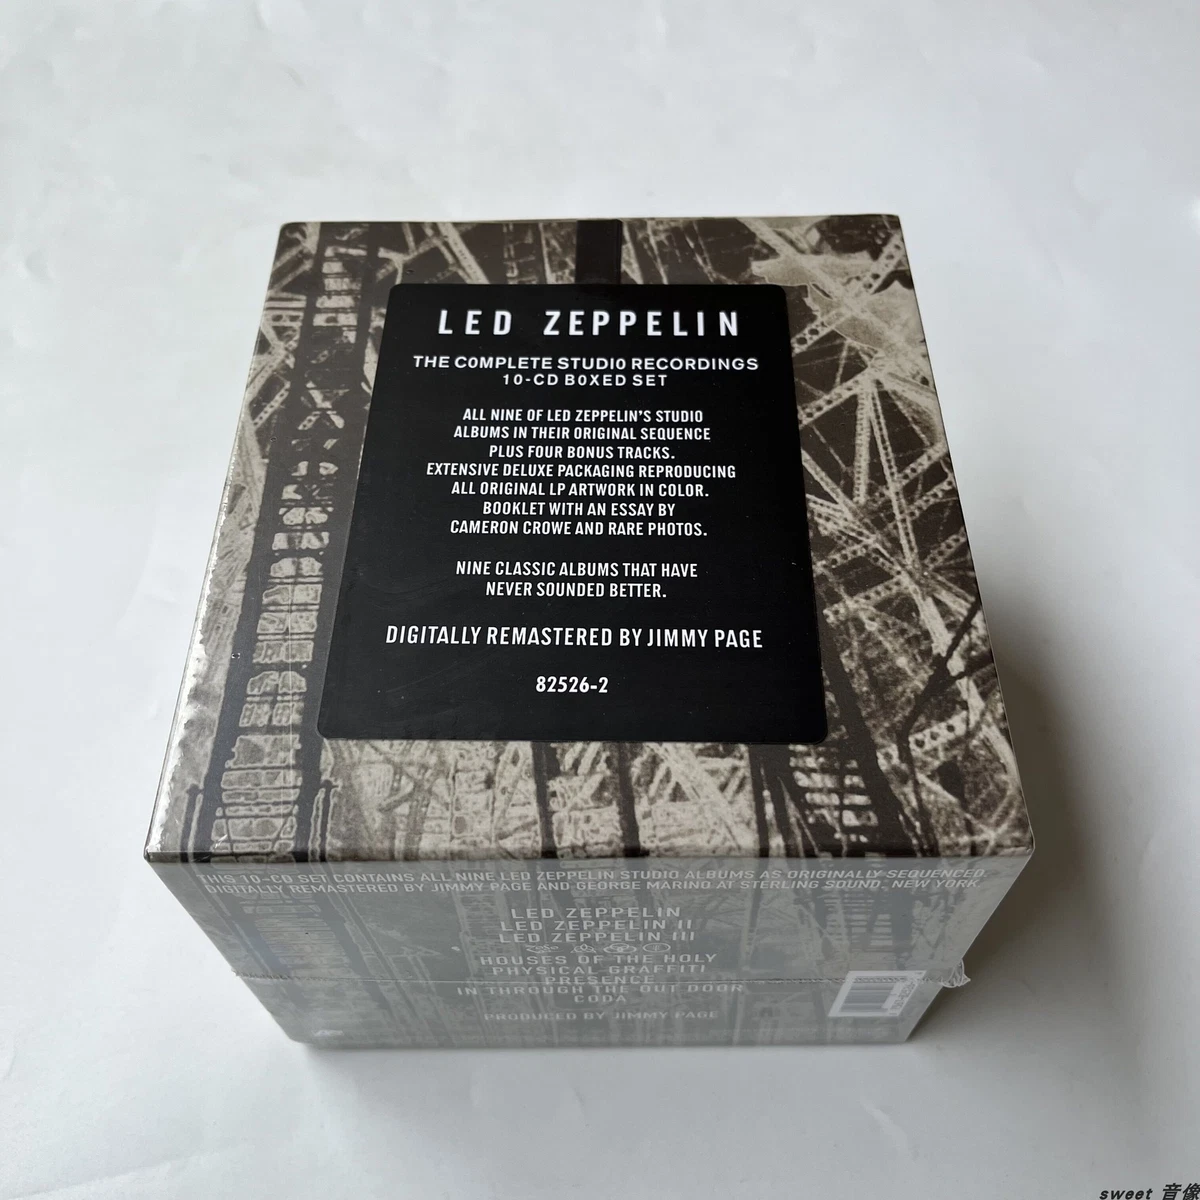 LED ZEPPELIN
THE COMPLETE STUDIO RECORDINGS
10-CD BOXED SET
ALL NINE OF LED ZEPPELIN'S STUDIO
ALBUMS IN THEIR ORIGINAL SEQUENCE
PLUS FOUR BONUS TRACKS.
EXTENSIVE DELUXE PACKAGING REPRODUCING
ALL ORIGINAL LP ARTWORK IN COLOR.
BOOKLET WITH AN ESSAY BY
CAMERON CROWE AND RARE PHOTOS.
NINE CLASSIC ALBUMS THAT HAVE
NEVER SOUNDED BETTER.
DIGITALLY REMASTERED BY JIMMY PAGE
82526-2
THIS 10-CD SET CONTAINS ALL NINE LED ZEPPELIN STUDIO ALBUMS AS ORIGINALLY SEQUENCED.
DIGITALLY REMASTERED BY JIMMY PAGE AND GEORGE MARINO AT STERLING SOUND, NEW YORK
LED ZEPPELIN
LED ZEPPELIN II
LED ZEPPELIN III
HOUSES OF THE HOLY
PHYSICAL GRAFFITI
PRESENCE
IN THROUGH THE OUT DOOR
CODA
PRODUCED BY JIMMY PAGE
sweet 音像